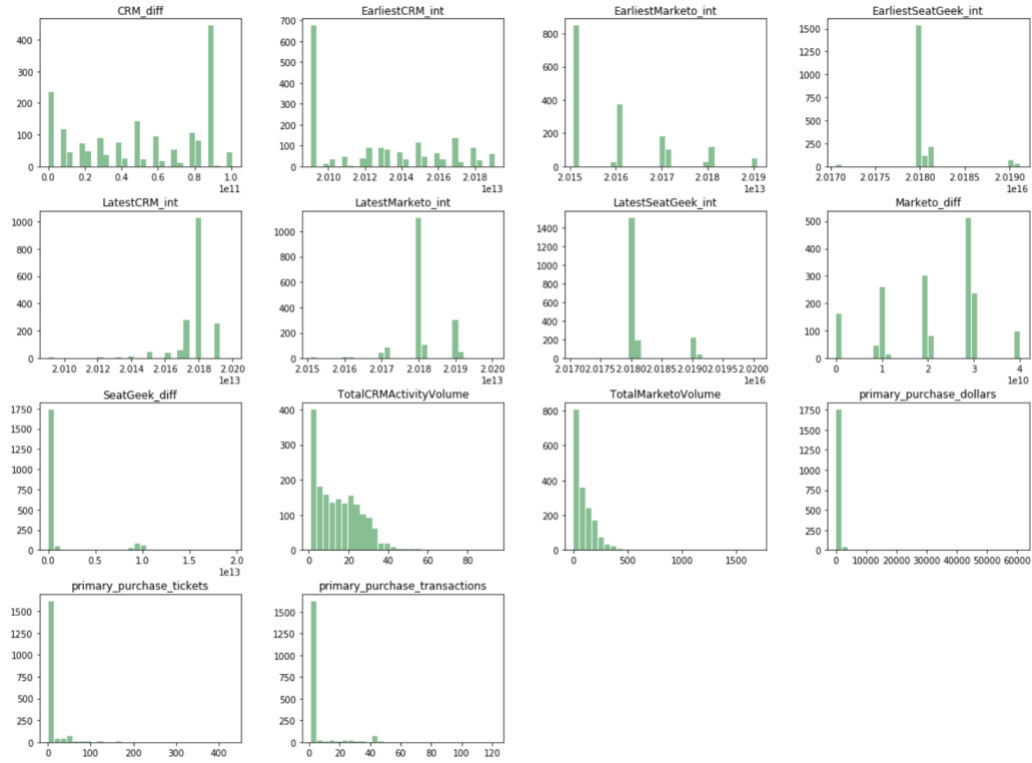 CRM_diff
400
300
200
100
0
0.0 0.2 0.4 0.6 0.8 1.0
1e11
EarliestCRM_int
700
600
500
400
300
200
100
0
2.010 2.012 2.014 2.016 2.018
1e13
EarliestMarketo_int
800
600
400
200
0
2.015 2.016 2.017 2.018 2.019
1e13
EarliestSeatGeek_int
1500
1250
1000
750
500
250
0
2.0170 2.0175 2.0180 2.0185 2.0190
1e16
LatestCRM_int
1000
800
600
400
200
0
2.010 2.012 2.014 2.016 2.018 2.020
1e13
LatestMarketo_int
1000
800
600
400
200
0
2.015 2.016 2.017 2.018 2.019 2.020
1e13
LatestSeatGeek_int
1400
1200
1000
800
600
400
200
0
2.01702.01752.01802.01852.01902.01952.0200
1e16
Marketo_diff
500
400
300
200
100
0
0 1 2 3 4
1e10
SeatGeek_diff
1750
1500
1250
1000
750
500
250
0
0.0 0.5 1.0 1.5 2.0
1e13
TotalCRMActivityVolume
400
300
200
100
0
0 20 40 60 80
TotalMarketoVolume
800
600
400
200
0
0 500 1000 1500
primary_purchase_dollars
1750
1500
1250
1000
750
500
250
0
0 10000 20000 30000 40000 50000 60000
primary_purchase_tickets
1500
1250
1000
750
500
250
0
0 100 200 300 400
primary_purchase_transactions
1500
1250
1000
750
500
250
0
0 20 40 60 80 100 120